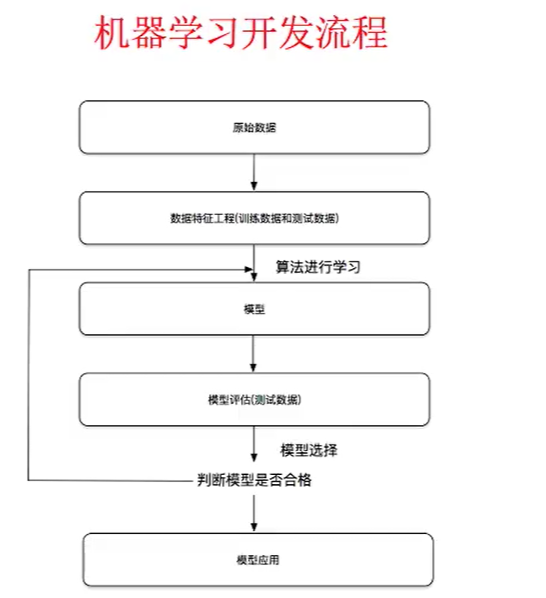 机器学习开发流程
原始数据
数据特征工程(训练数据和测试数据)
算法进行学习
模型
模型评估(测试数据)
模型选择
判断模型是否合格
模型应用